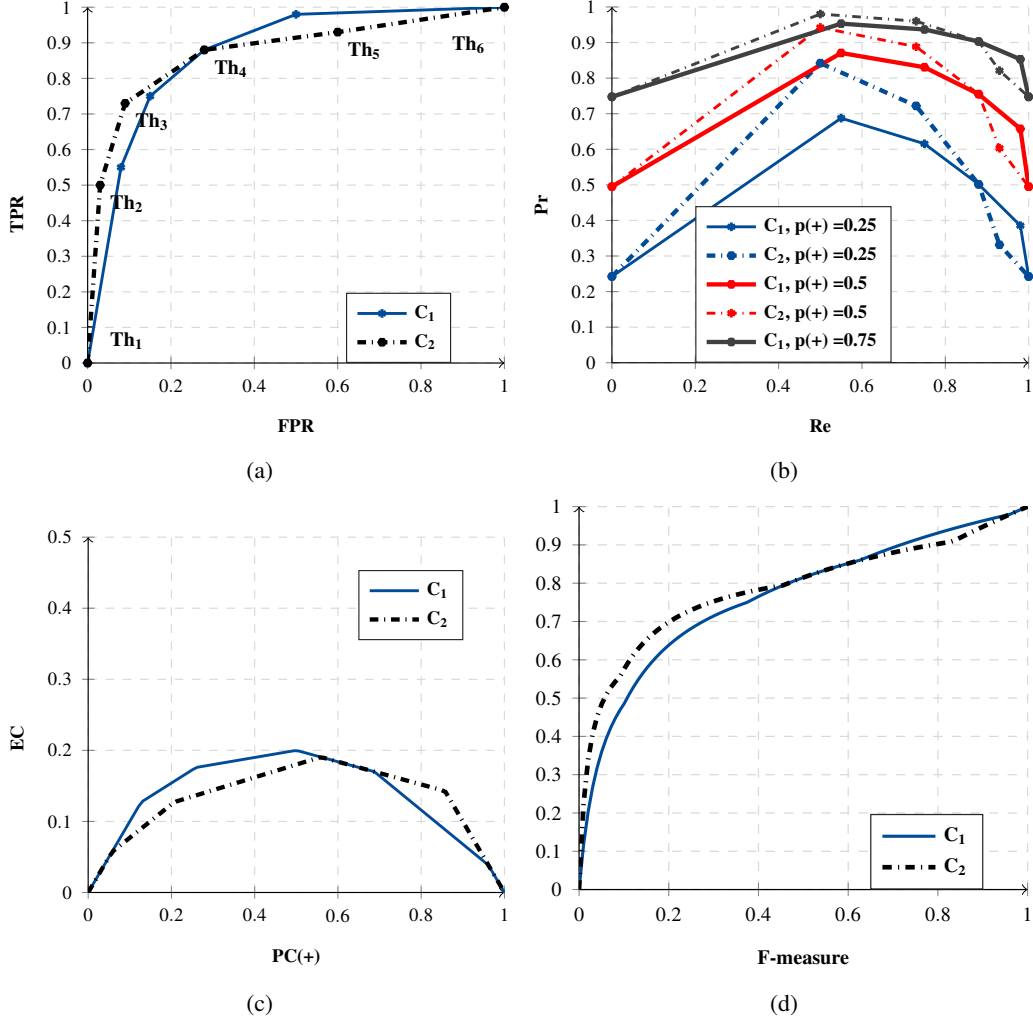 1
0.9
0.8
0.7
0.6
0.5
0.4
0.3
0.2
0.1
0
TPR
0 0.2 0.4 0.6 0.8 1
FPR
Th1
Th2
Th3
Th4
Th5
Th6
C1
C2
(a)
1
0.9
0.8
0.7
0.6
0.5
0.4
0.3
0.2
0.1
0
Pr
0 0.2 0.4 0.6 0.8 1
Re
C1, p(+) =0.25
C2, p(+) =0.25
C1, p(+) =0.5
C2, p(+) =0.5
C1, p(+) =0.75
(b)
0.5
0.4
0.3
0.2
0.1
0
EC
0 0.2 0.4 0.6 0.8 1
PC(+)
C1
C2
(c)
1
0.9
0.8
0.7
0.6
0.5
0.4
0.3
0.2
0.1
0
0 0.2 0.4 0.6 0.8 1
F-measure
C1
C2
(d)